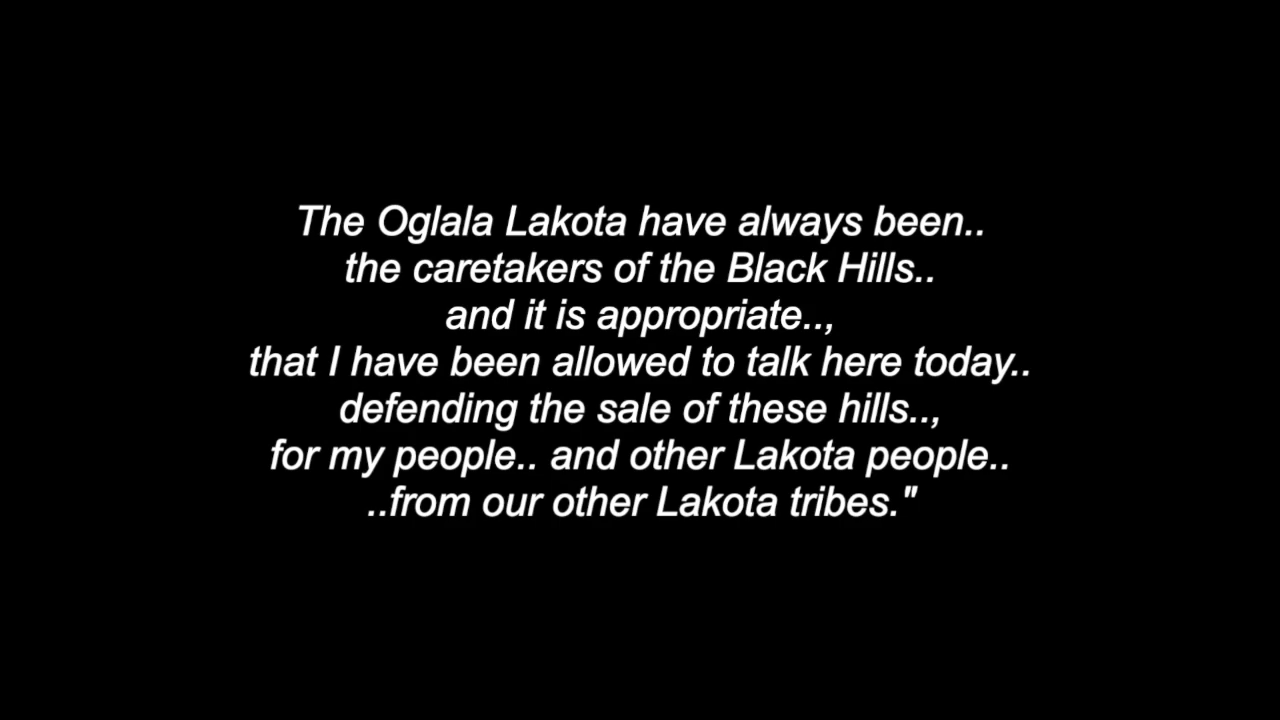 The Oglala Lakota have always been..
the caretakers of the Black Hills..
and it is appropriate..,
that I have been allowed to talk here today..
defending the sale of these hills..,
for my people.. and other Lakota people..
..from our other Lakota tribes."